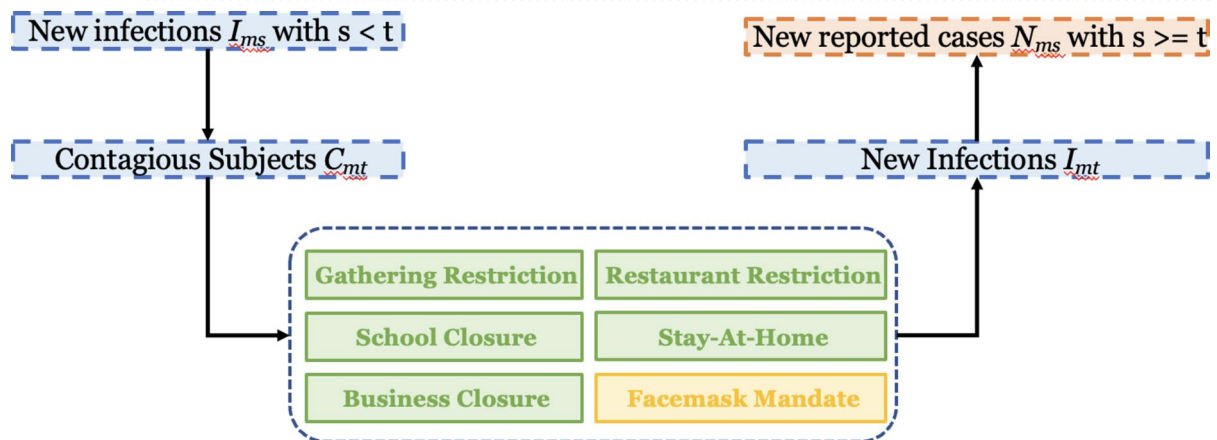 New infections I_ms with s < t
New reported cases N_ms with s >= t
Contagious Subjects C_mt
New Infections I_mt
Gathering Restriction
Restaurant Restriction
School Closure
Stay-At-Home
Business Closure
Facemask Mandate